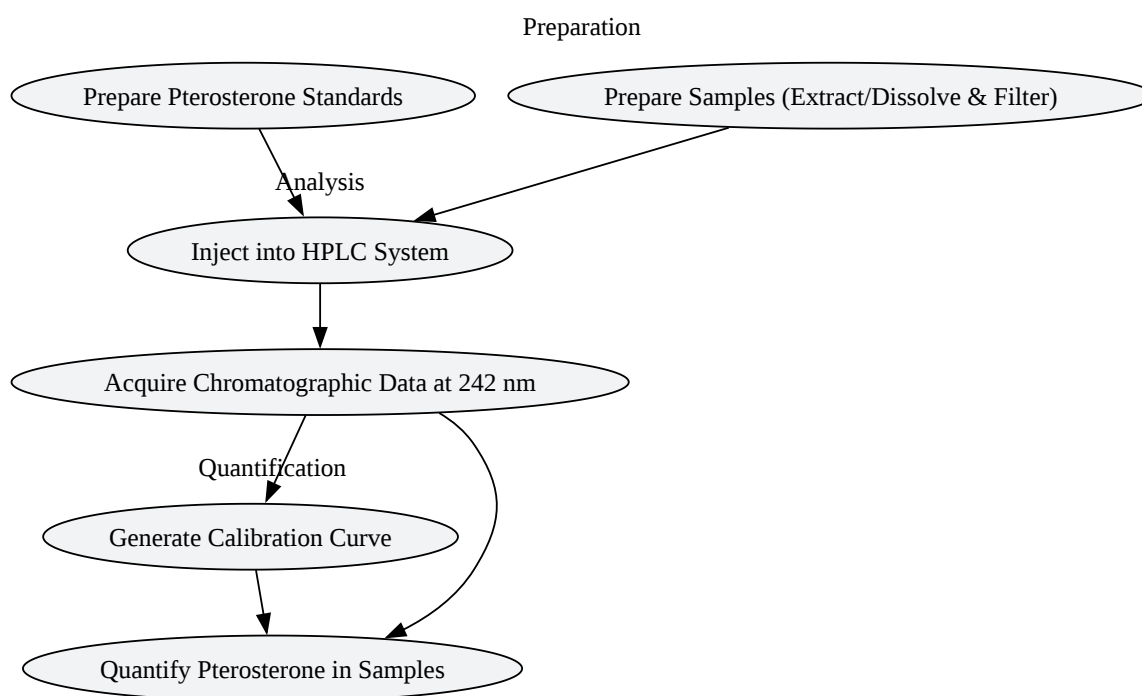 Preparation
Prepare Pterosterone Standards
Prepare Samples (Extract/Dissolve & Filter)
Analysis
Inject into HPLC System
Acquire Chromatographic Data at 242 nm
Quantification
Generate Calibration Curve
Quantify Pterosterone in Samples